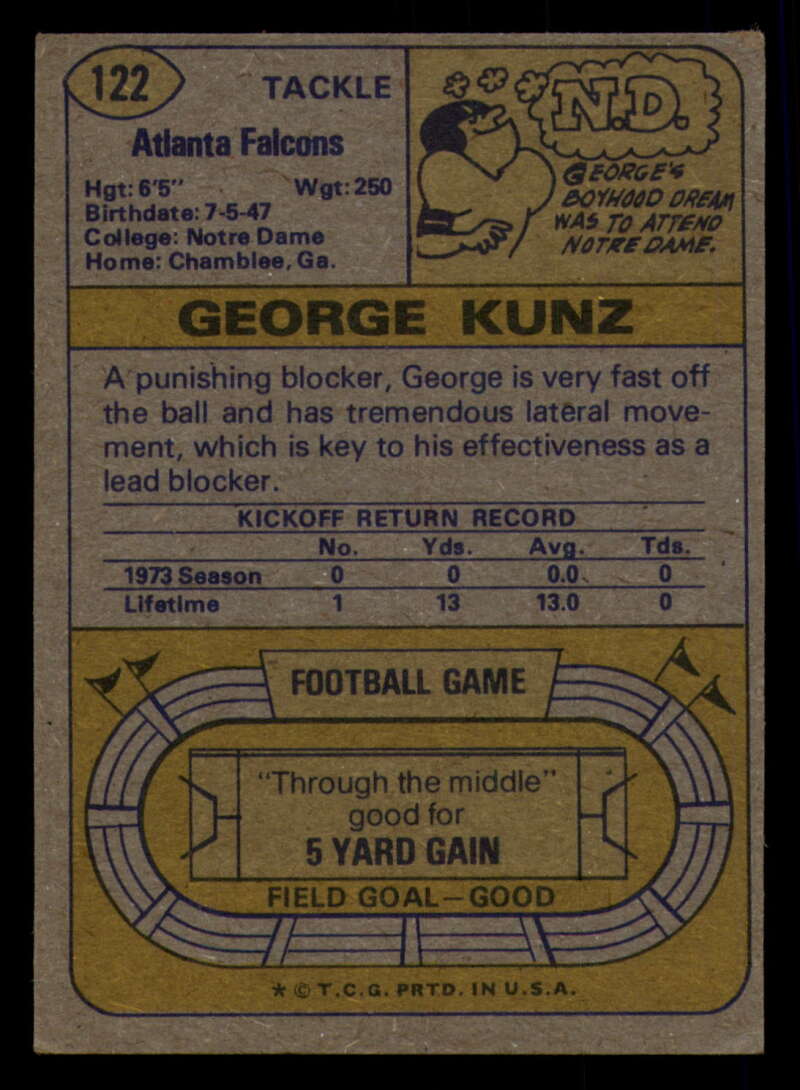 122
TACKLE
Atlanta Falcons
Hgt: 6'5" Wgt: 250
Birthdate: 7-5-47
College: Notre Dame
Home: Chamblee, Ga.
N.D.
GEORGE'S
BOYHOOD DREAM
WAS TO ATTEND
NOTRE DAME.
GEORGE KUNZ
A punishing blocker, George is very fast off
the ball and has tremendous lateral move-
ment, which is key to his effectiveness as a
lead blocker.
KICKOFF RETURN RECORD
No. Yds. Avg. Tds.
1973 Season 0 0 0.0 0
Lifetime 1 13 13.0 0
FOOTBALL GAME
"Through the middle"
good for
5 YARD GAIN
FIELD GOAL—GOOD
* © T.C.G. PRTD. IN U.S.A.